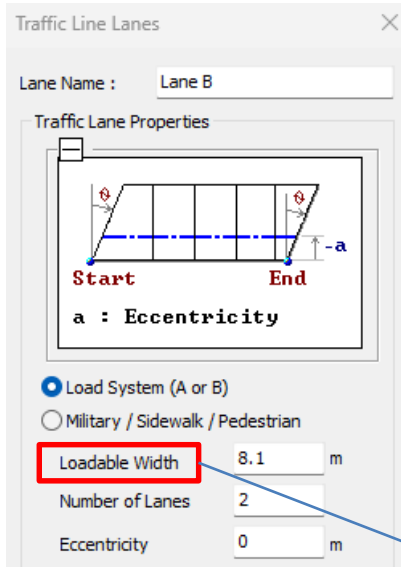 Traffic Line Lanes
Lane Name : Lane B
Traffic Lane Properties
θ θ
-a
Start End
a : Eccentricity
Load System (A or B)
Military / Sidewalk / Pedestrian
Loadable Width 8.1 m
Number of Lanes 2
Eccentricity 0 m